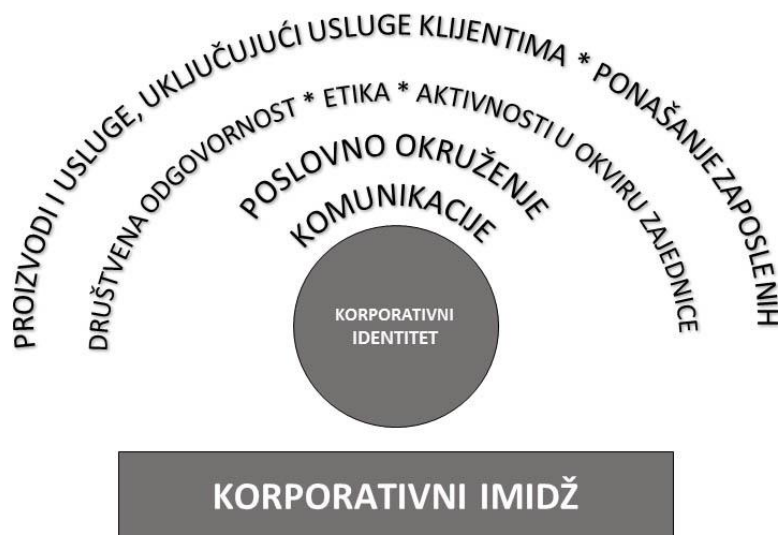 PROIZVODI I USLUGE, UKLJUČUJUĆI USLUGE KLIJENTIMA * PONAŠANJE ZAPOSLENIH
DRUŠTVENA ODGOVORNOST * ETIKA * AKTIVNOSTI U OKVIRU ZAJEDNICE
POSLOVNO OKRUŽENJE
KOMUNIKACIJE
KORPORATIVNI
IDENTITET
KORPORATIVNI IMIDŽ